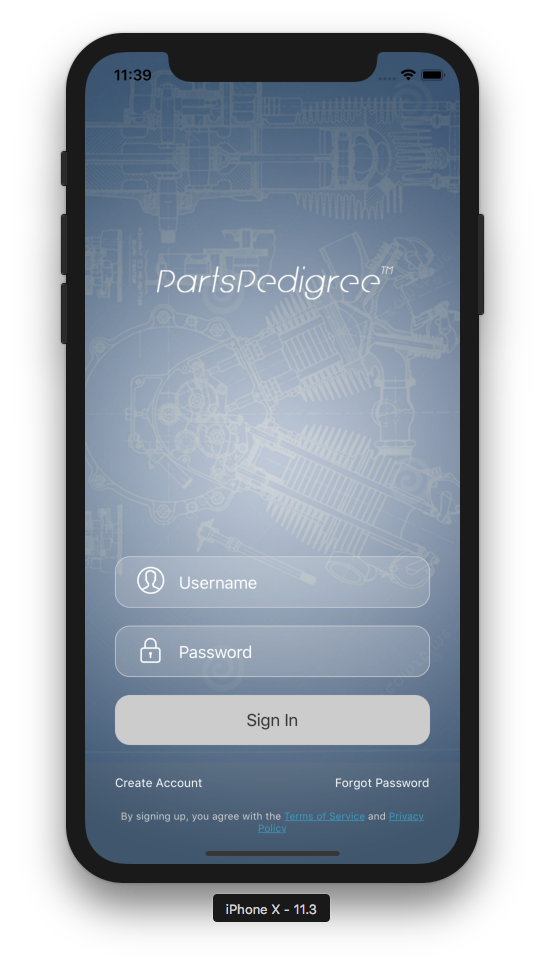 11:39
PartsPedigree™
Username
Password
Sign In
Create Account
Forgot Password
By signing up, you agree with the Terms of Service and Privacy
Policy
iPhone X - 11.3